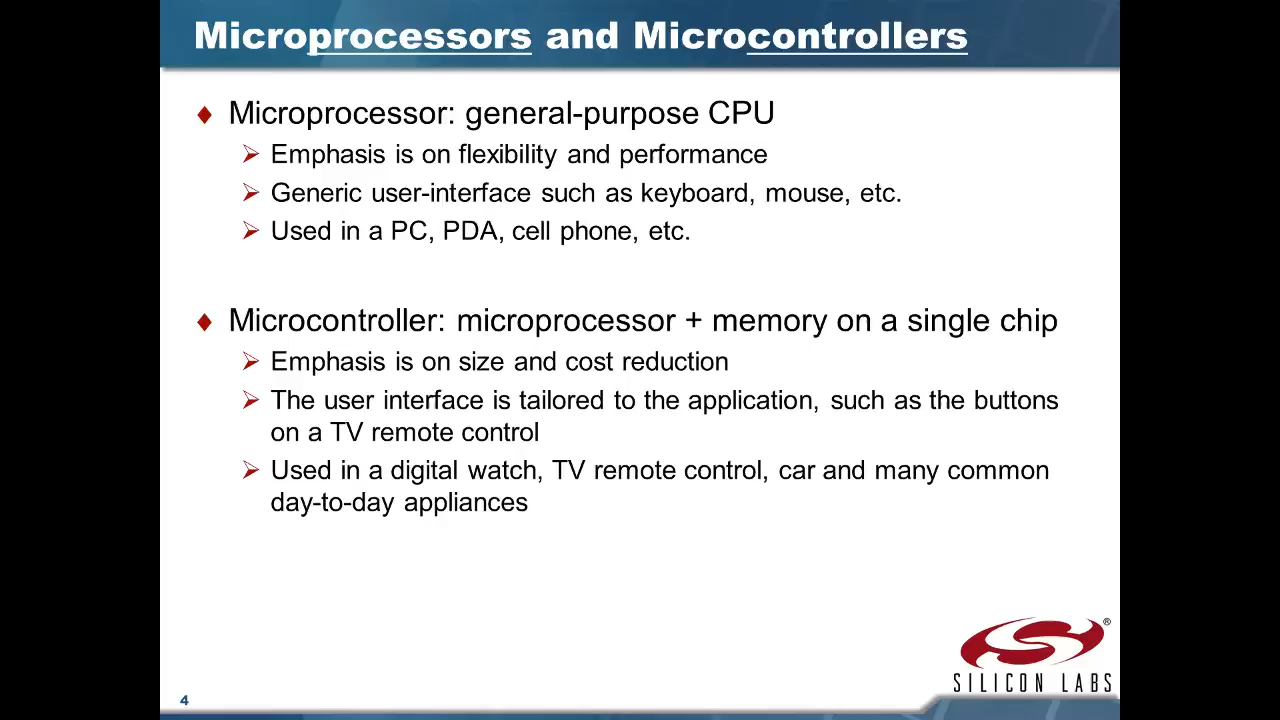 Microprocessors and Microcontrollers
♦ Microprocessor: general-purpose CPU
➢ Emphasis is on flexibility and performance
➢ Generic user-interface such as keyboard, mouse, etc.
➢ Used in a PC, PDA, cell phone, etc.
♦ Microcontroller: microprocessor + memory on a single chip
➢ Emphasis is on size and cost reduction
➢ The user interface is tailored to the application, such as the buttons
on a TV remote control
➢ Used in a digital watch, TV remote control, car and many common
day-to-day appliances
®
SILICON LABS
4